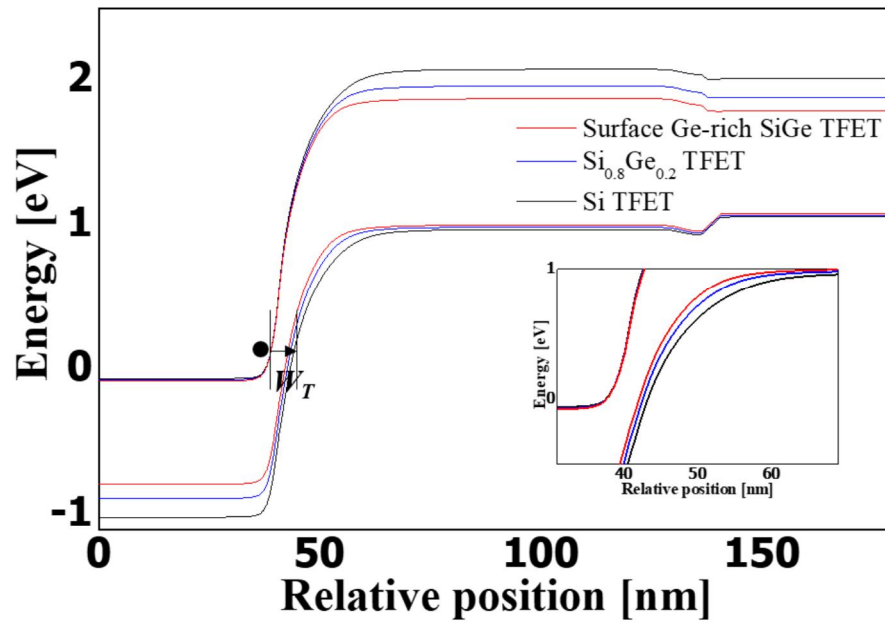 2
1
0
-1
Energy [eV]
Surface Ge-rich SiGe TFET
Si₀.₈Ge₀.₂ TFET
Si TFET
W_T
1
0
Energy [eV]
40 50 60
Relative position [nm]
0 50 100 150
Relative position [nm]